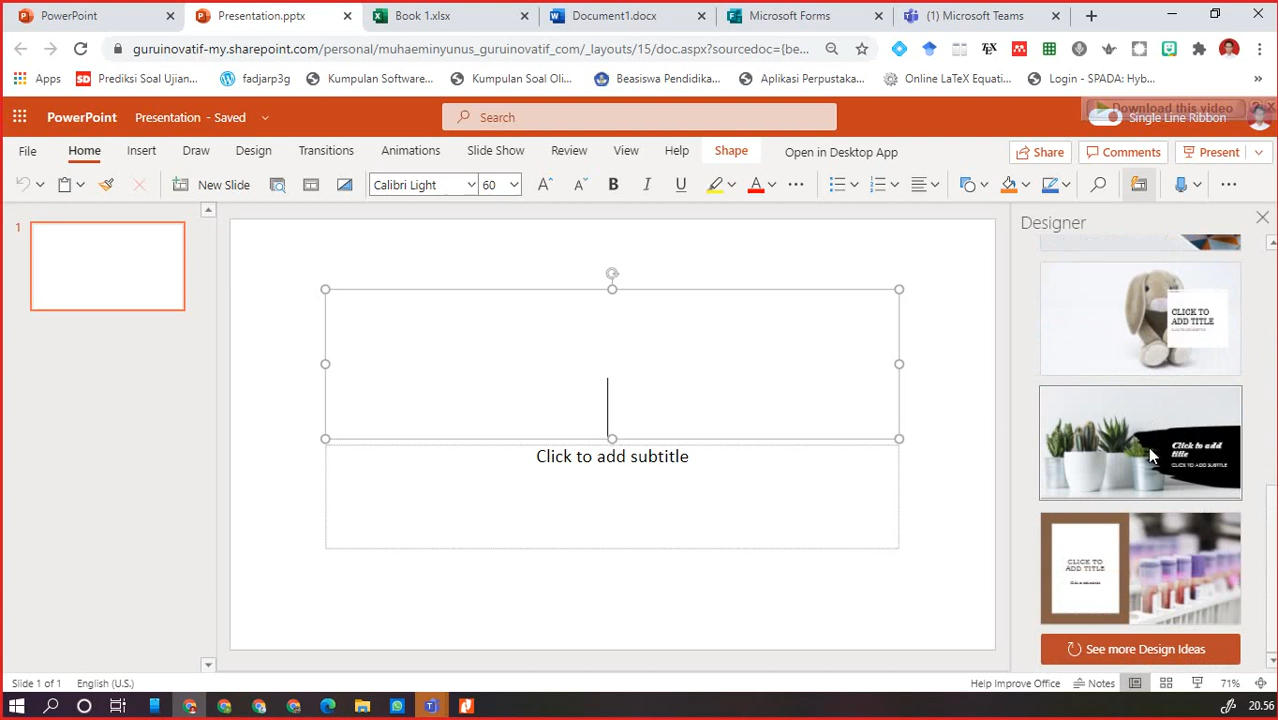 PowerPoint
Presentation.pptx
Book 1.xlsx
Document1.docx
Microsoft Forms
(1) Microsoft Teams
guruinovatif-my.sharepoint.com/personal/muhaeminyunus_guruinovatif_com/_layouts/15/doc.aspx?sourcedoc={be...
Apps
Prediksi Soal Ujian...
fadjarp3g
Kumpulan Software...
Kumpulan Soal Oli...
Beasiswa Pendidika...
Aplikasi Perpustaka...
Online LaTeX Equati...
Login - SPADA: Hyb...
PowerPoint
Presentation - Saved
Search
Download this video
Single Line Ribbon
File Home Insert Draw Design Transitions Animations Slide Show Review View Help Shape Open in Desktop App
Share
Comments
Present
New Slide
Calibri Light
60
Designer
1
Click to add subtitle
CLICK TO
ADD TITLE
Click to add
title
CLICK TO ADD SUBTITLE
CLICK TO
ADD TITLE
See more Design Ideas
Slide 1 of 1
English (U.S.)
Help Improve Office
Notes
71%
20.56